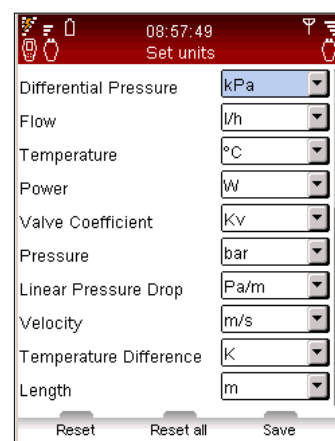 08:57:49
Set units
Differential Pressure kPa
Flow l/h
Temperature °C
Power W
Valve Coefficient Kv
Pressure bar
Linear Pressure Drop Pa/m
Velocity m/s
Temperature Difference K
Length m
Reset Reset all Save